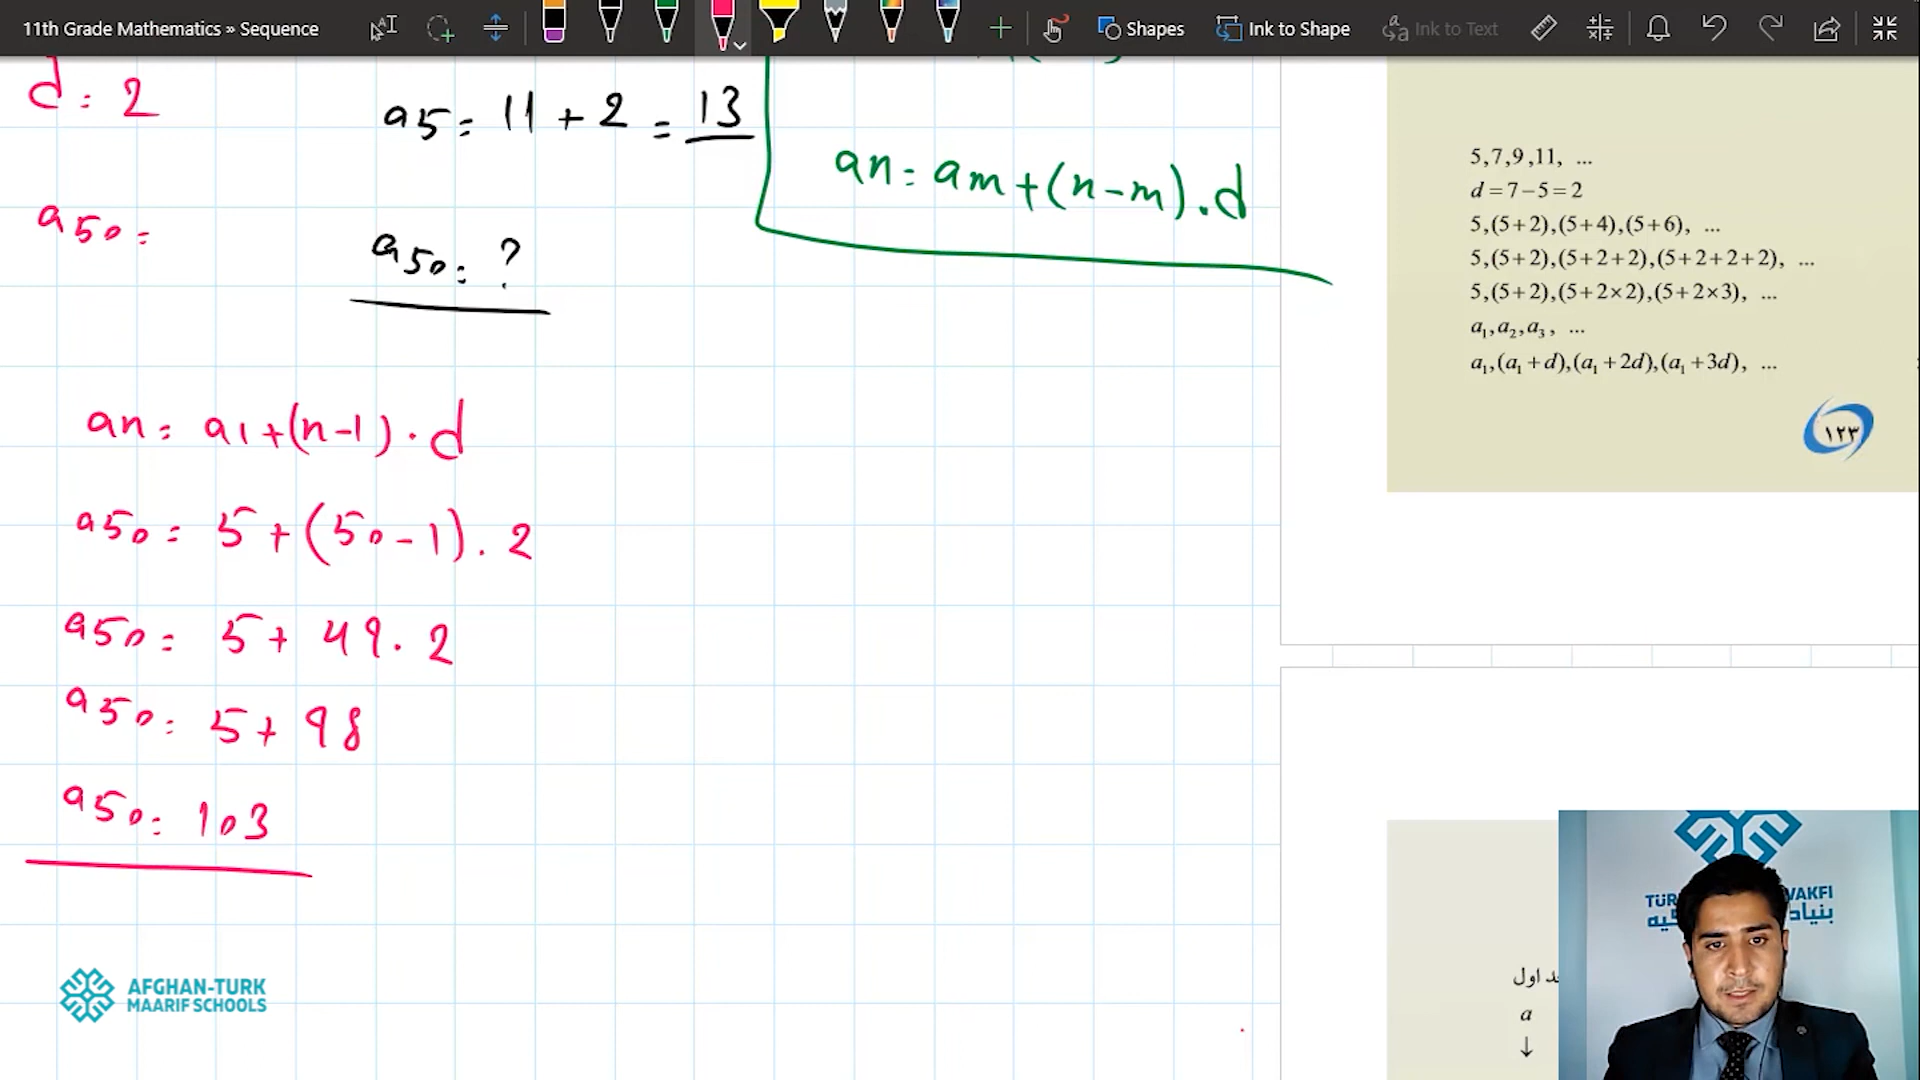 11th Grade Mathematics » Sequence
Shapes
Ink to Shape
Ink to Text
d = 2
a5 = 11 + 2 = 13
an = am + (n-m) . d
a50 =
a50 = ?
an = a1 + (n-1) . d
a50 = 5 + (50-1) . 2
a50 = 5 + 49 . 2
a50 = 5 + 98
a50 = 103
5,7,9,11, ...
d = 7 − 5 = 2
5,(5+2),(5+4),(5+6), ...
5,(5+2),(5+2+2),(5+2+2+2), ...
5,(5+2),(5+2×2),(5+2×3), ...
a₁,a₂,a₃, ...
a₁,(a₁+d),(a₁+2d),(a₁+3d), ...
۱۲۳
اول
a
↓
VAKFI
AFGHAN-TURK
MAARIF SCHOOLS